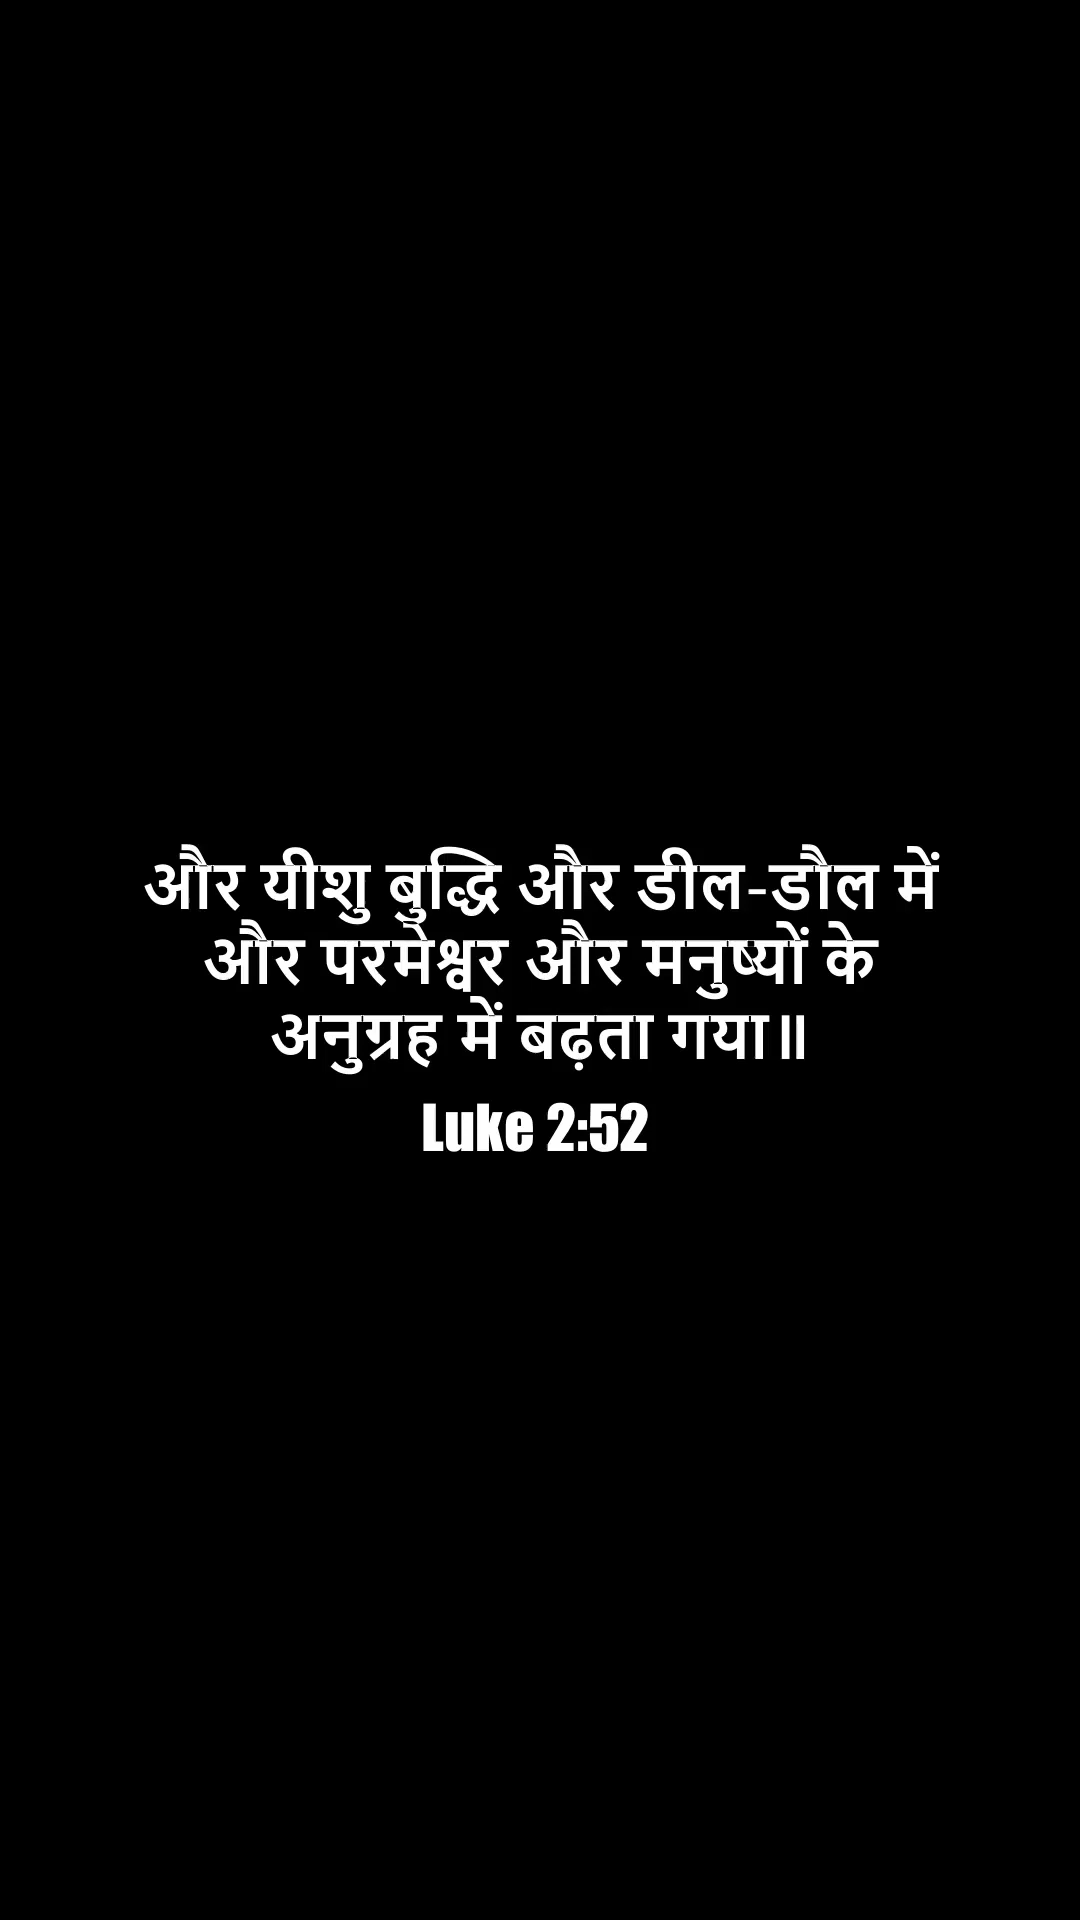 और यीशु बुद्धि और डील-डौल में
और परमेश्वर और मनुष्यों के
अनुग्रह में बढ़ता गया॥
Luke 2:52